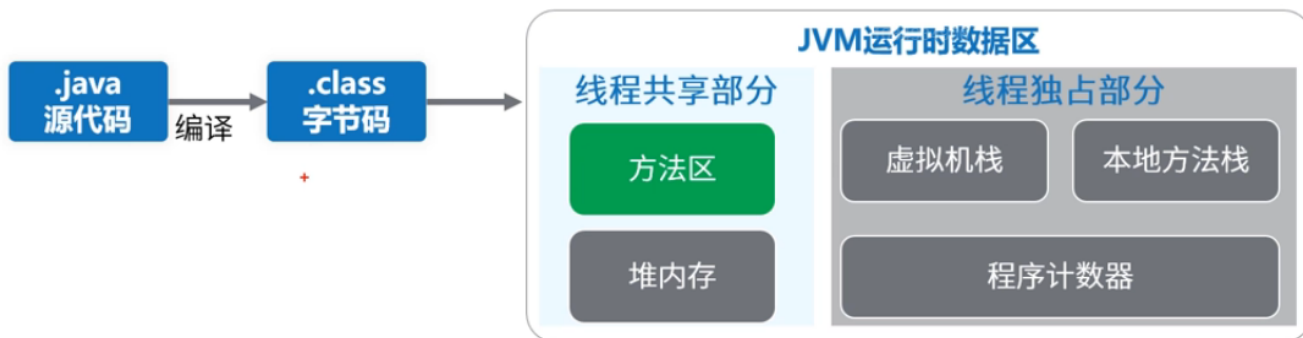 JVM运行时数据区
.java
源代码
编译
.class
字节码
线程共享部分
方法区
堆内存
线程独占部分
虚拟机栈
本地方法栈
程序计数器